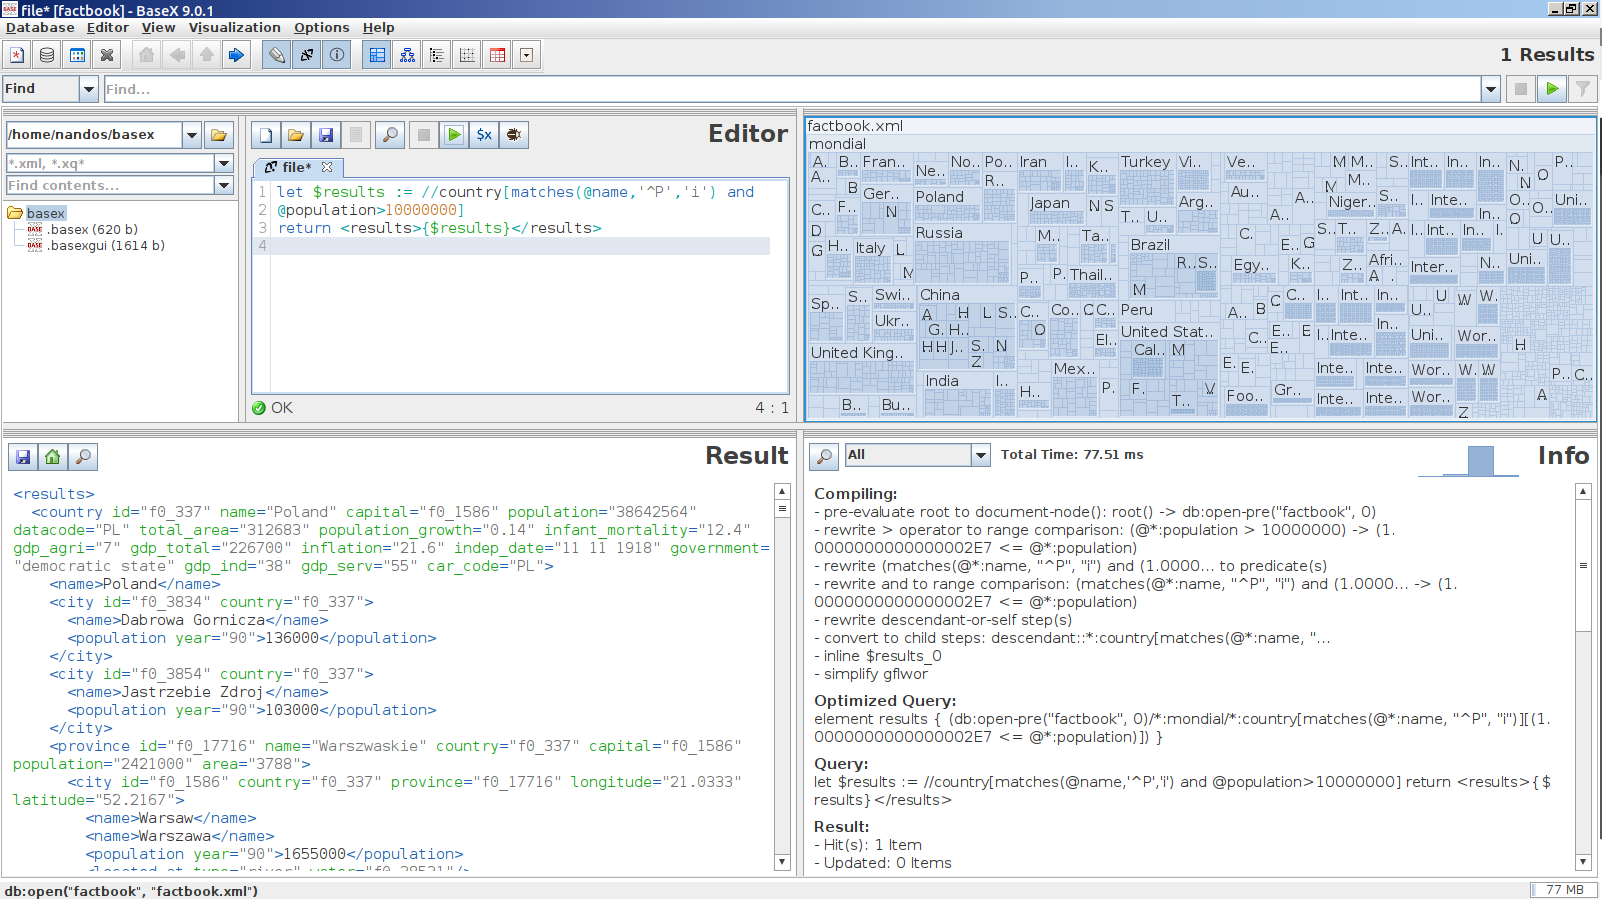 file* [factbook] - BaseX 9.0.1
Database Editor View Visualization Options Help
1 Results
Find Find...
/home/nandos/basex
*.xml, *.xq*
Find contents...
basex
.basex (620 b)
.basexgui (1614 b)
$x
Editor
file*
1 let $results := //country[matches(@name,'^P','i') and
2 @population>10000000]
3 return <results>{$results}</results>
4
OK 4 : 1
factbook.xml
mondial
A. B.. Fran.. Ne.. No.. Po.. Iran I.. K.. Turkey Vi.. Ve.. M M.. S.. Int.. In.. In.. N.. P..
Ger.. Poland R.. Japan N S Au.. Arg.. Niger.. Inte.. Uni..
Russia Brazil
H.. Italy L M Ta.. Thail.. Egy.. K.. Afri.. Inter.. Uni..
Sp.. S.. Swi.. China C.. Co.. C C.. Peru
Ukr.. United Stat..
United King.. El.. Cal.. M
India I.. Mex.. P.. Foo.. Gr.. Inte.. Inte.. Wor..
B.. Bu.. H..
Result
<results>
<country id="f0_337" name="Poland" capital="f0_1586" population="38642564"
datacode="PL" total_area="312683" population_growth="0.14" infant_mortality="12.4"
gdp_agri="7" gdp_total="226700" inflation="21.6" indep_date="11 11 1918" government=
"democratic state" gdp_ind="38" gdp_serv="55" car_code="PL">
<name>Poland</name>
<city id="f0_3834" country="f0_337">
<name>Dabrowa Gornicza</name>
<population year="90">136000</population>
</city>
<city id="f0_3854" country="f0_337">
<name>Jastrzebie Zdroj</name>
<population year="90">103000</population>
</city>
<province id="f0_17716" name="Warszwaskie" country="f0_337" capital="f0_1586"
population="2421000" area="3788">
<city id="f0_1586" country="f0_337" province="f0_17716" longitude="21.0333"
latitude="52.2167">
<name>Warsaw</name>
<name>Warszawa</name>
<population year="90">1655000</population>
All Total Time: 77.51 ms Info
Compiling:
- pre-evaluate root to document-node(): root() -> db:open-pre("factbook", 0)
- rewrite > operator to range comparison: (@*:population > 10000000) -> (1.
0000000000000002E7 <= @*:population)
- rewrite (matches(@*:name, "^P", "i") and (1.0000... to predicate(s)
- rewrite and to range comparison: (matches(@*:name, "^P", "i") and (1.0000... -> (1.
0000000000000002E7 <= @*:population)
- rewrite descendant-or-self step(s)
- convert to child steps: descendant::*:country[matches(@*:name, "...
- inline $results_0
- simplify gflwor
Optimized Query:
element results { (db:open-pre("factbook", 0)/*:mondial/*:country[matches(@*:name, "^P", "i")][(1.
0000000000000002E7 <= @*:population)]) }
Query:
let $results := //country[matches(@name,'^P','i') and @population>10000000] return <results>{$
results}</results>
Result:
- Hit(s): 1 Item
- Updated: 0 Items
db:open("factbook", "factbook.xml")
77 MB